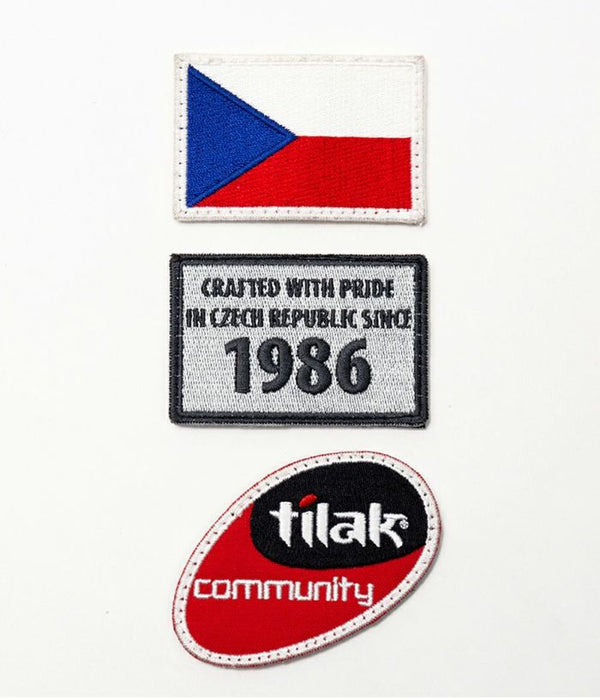 CRAFTED WITH PRIDE
IN CZECH REPUBLIC SINCE
1986
tilak®
community